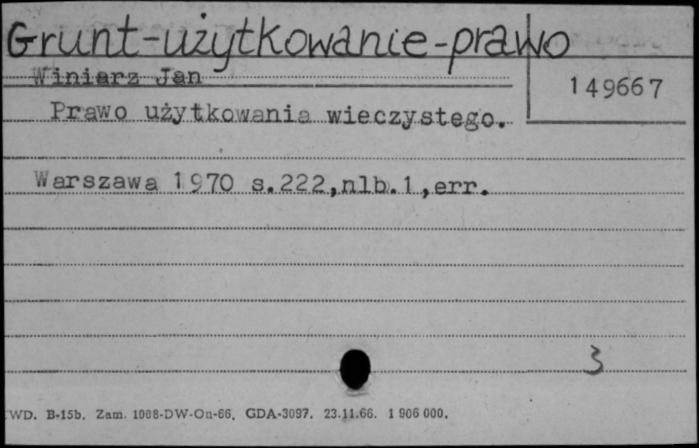 Grunt-użytkowanie-prawo
Winiarz Jan
149667
Prawo użytkowania wieczystego.
Warszawa 1970 s.222,nlb.1,err.
3
WD. B-15b. Zam. 1008-DW-On-66. GDA-3097. 23.11.66. 1 906 000.